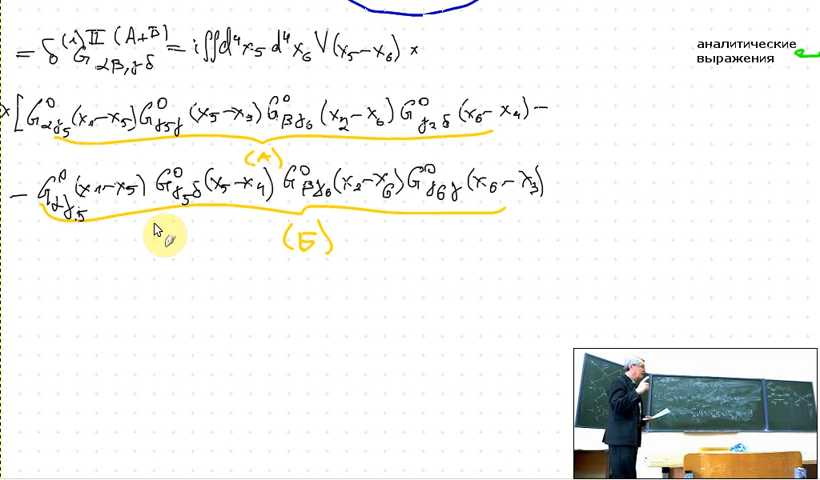 = δ^{(1)} G^{II (A+Б)}_{αβ,γδ} = i∫∫d⁴x₅ d⁴x₆ V(x₅−x₆) ×
аналитические
выражения
× [G⁰_{αγ₅}(x₁−x₅)G⁰_{γ₅γ}(x₅−x₃)G⁰_{βγ₆}(x₂−x₆)G⁰_{γ₂δ}(x₆−x₄) −
(A)
− G⁰_{αγ₅}(x₁−x₅)G⁰_{γ₅δ}(x₅−x₄)G⁰_{βγ₆}(x₂−x₆)G⁰_{γ₆γ}(x₆−x₃)]
(Б)